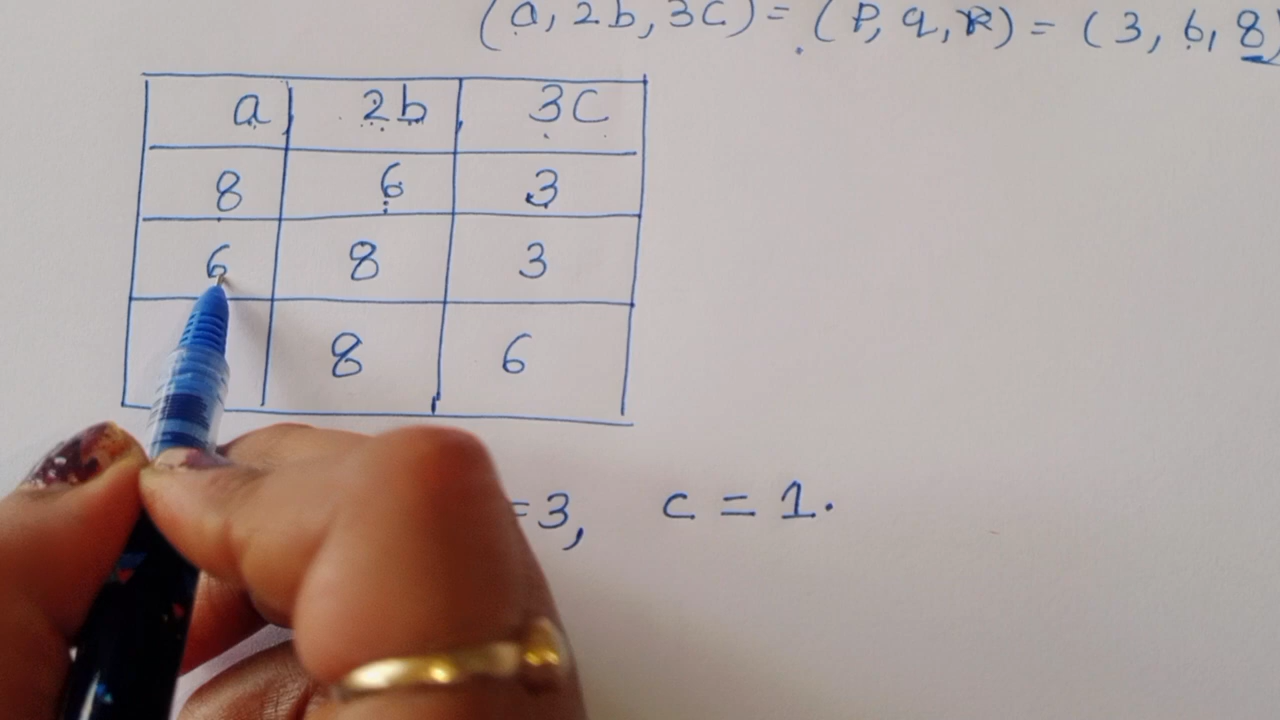 (a, 2b, 3C) = (P, q, R) = (3, 6, 8)
a, 2b, 3C
8 6 3
6 8 3
8 6
=3, c = 1.